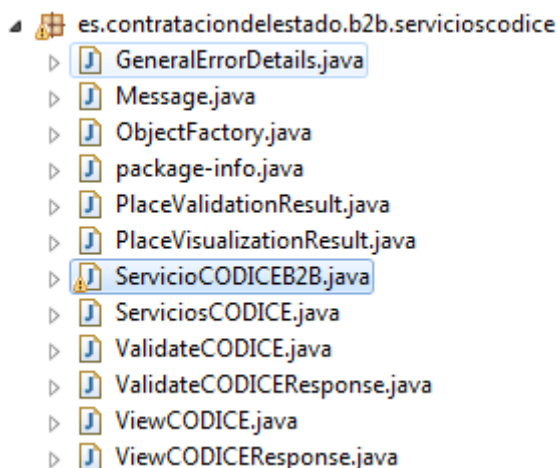 es.contrataciondelestado.b2b.servicioscodice
GeneralErrorDetails.java
Message.java
ObjectFactory.java
package-info.java
PlaceValidationResult.java
PlaceVisualizationResult.java
ServicioCODICEB2B.java
ServiciosCODICE.java
ValidateCODICE.java
ValidateCODICEResponse.java
ViewCODICE.java
ViewCODICEResponse.java